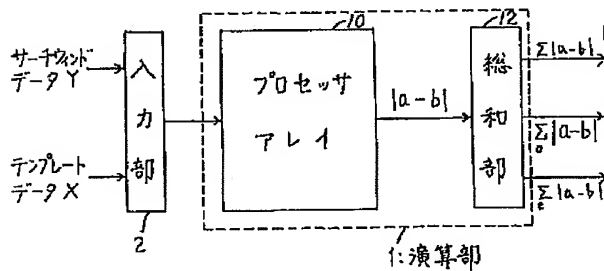 10
12
サーチウィンド
データY
テンプレート
データX
入力部
2
プロセッサ
アレイ
|a-b|
総和部
Σ|a-b|
Σo|a-b|
Σe|a-b|
1:演算部